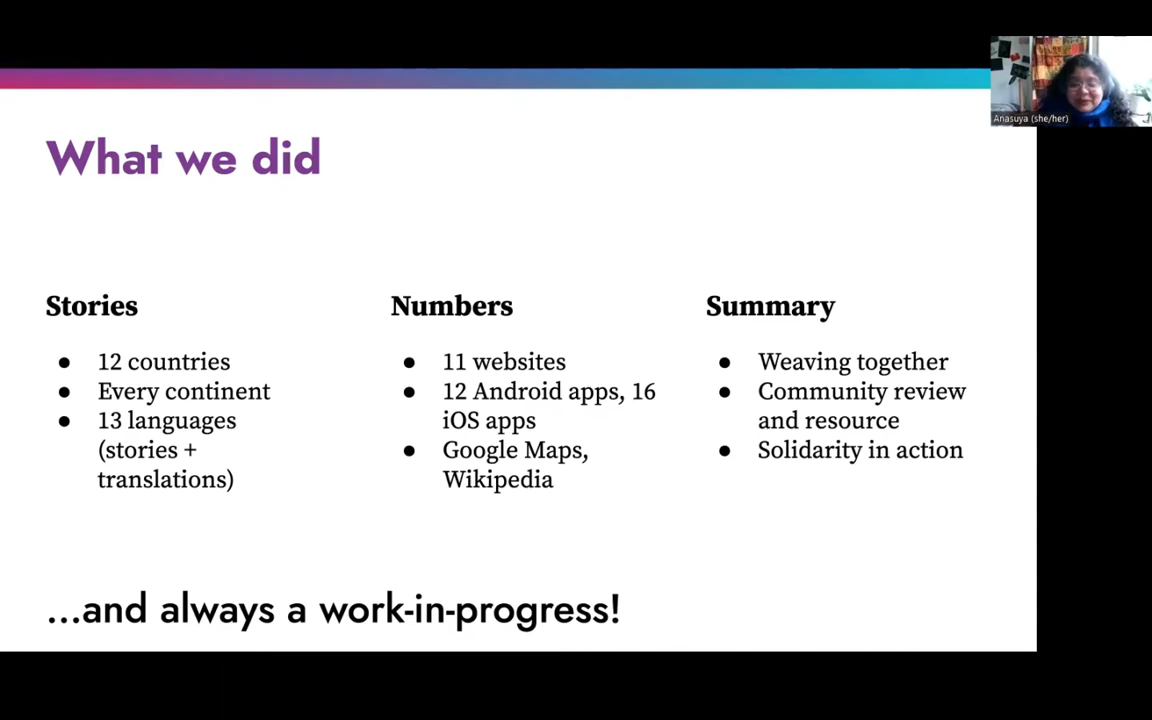 Anasuya (she/her)
What we did
Stories
● 12 countries
● Every continent
● 13 languages
(stories +
translations)
Numbers
● 11 websites
● 12 Android apps, 16
iOS apps
● Google Maps,
Wikipedia
Summary
● Weaving together
● Community review
and resource
● Solidarity in action
...and always a work-in-progress!